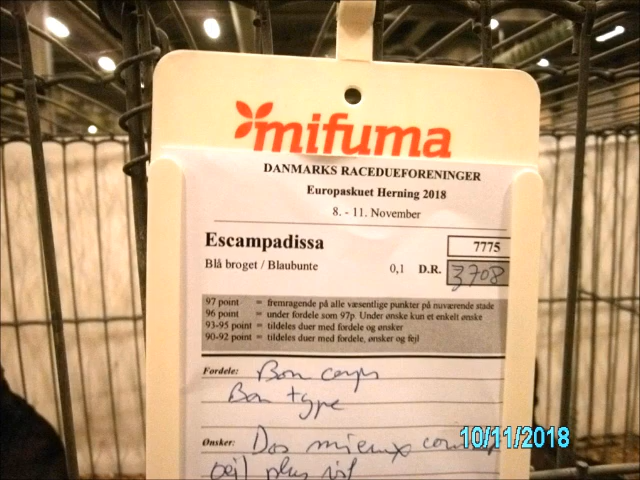 mifuma
DANMARKS RACEDUEFORENINGER
Europaskuet Herning 2018
8. - 11. November
Escampadissa 7775
Blå broget / Blaubunte 0,1 D.R. 3708
97 point = fremragende på alle væsentlige punkter på nuværende stade
96 point = under fordele som 97p. Under ønske kun et enkelt ønske
93-95 point = tildeles duer med fordele og ønsker
90-92 point = tildeles duer med fordele, ønsker og fejl
Fordele: Bon corps
Bon type
Ønsker: Dos mieux
plus
10/11/2018